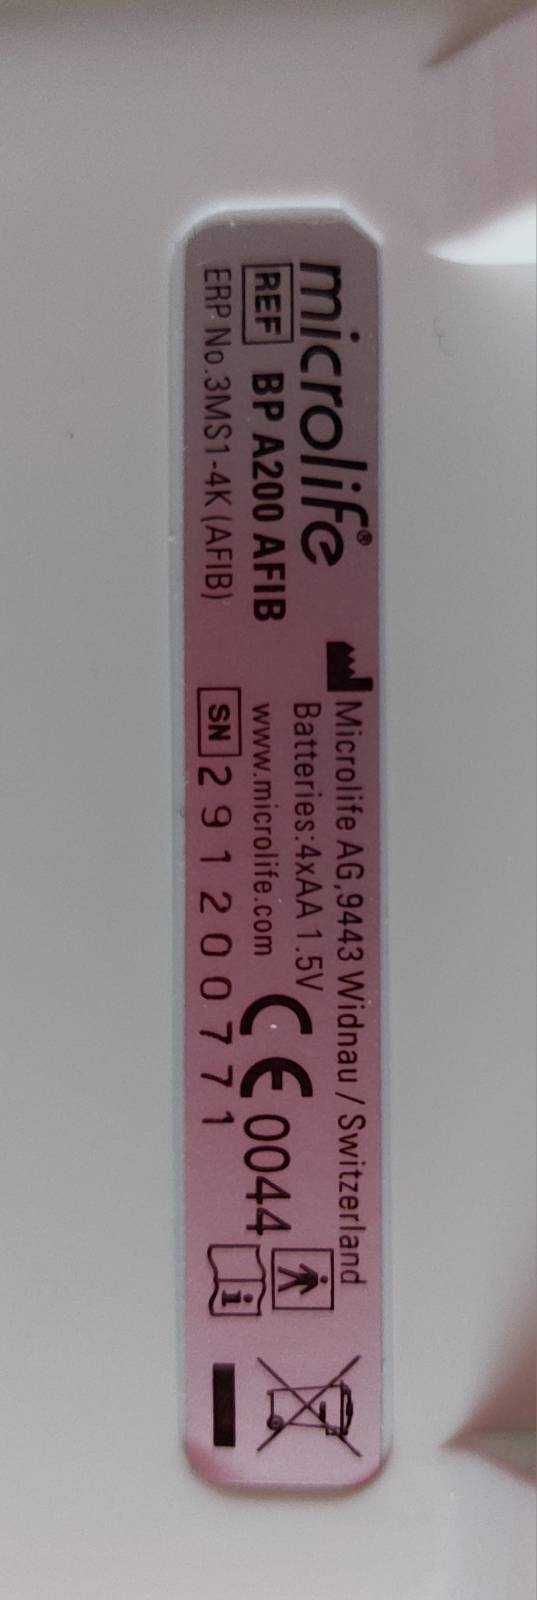 microlife®
REF BP A200 AFIB
ERP No.3MS1-4K (AFIB)
Microlife AG,9443 Widnau / Switzerland
Batteries:4xAA 1.5V
www.microlife.com
CE 0044
SN 291200771
i